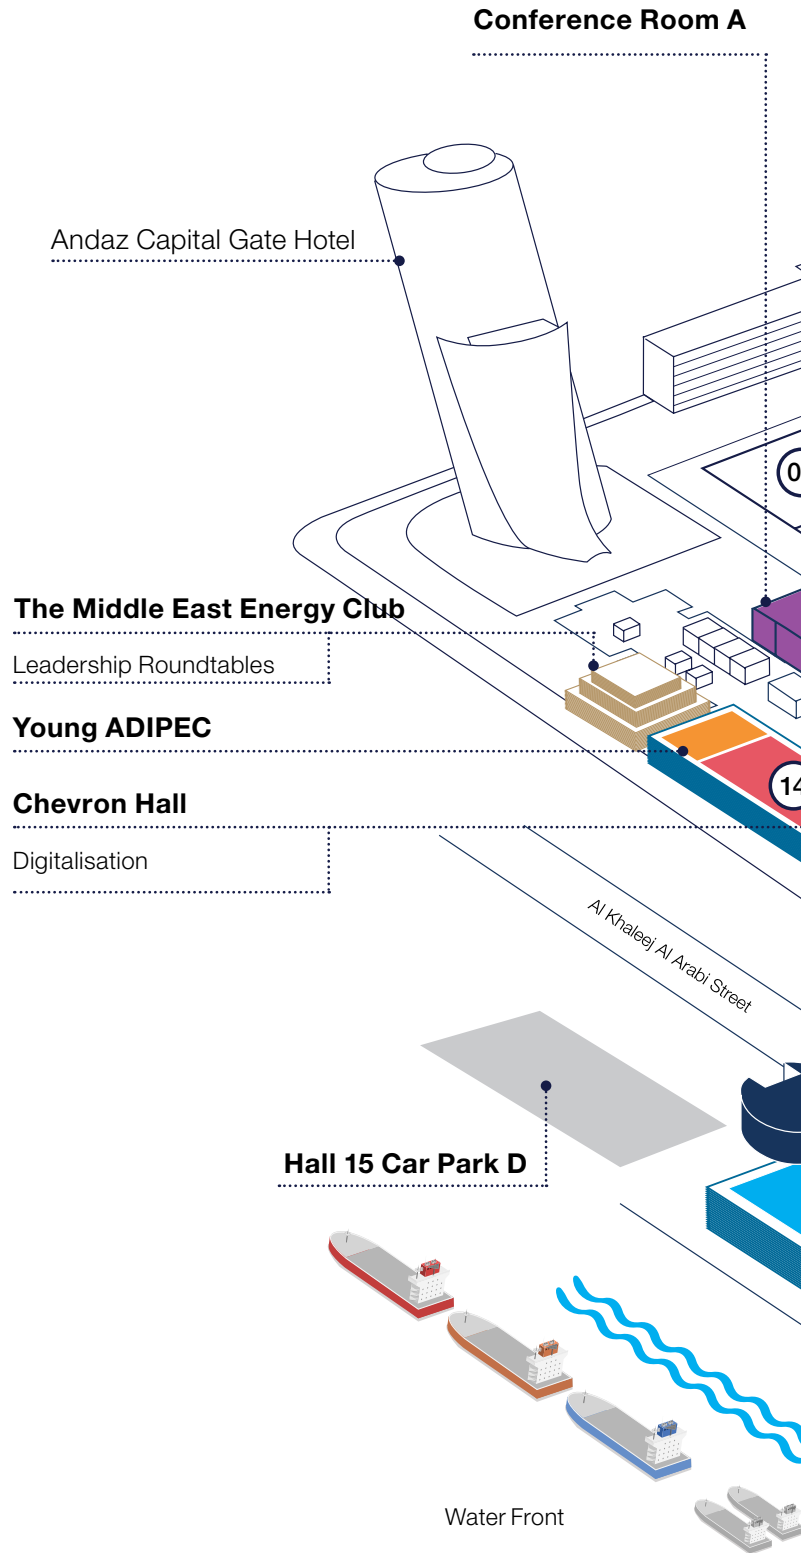 Conference Room A
Andaz Capital Gate Hotel
The Middle East Energy Club
Leadership Roundtables
Young ADIPEC
14
Chevron Hall
Digitalisation
Al Khaleej Al Arabi Street
Hall 15 Car Park D
Water Front